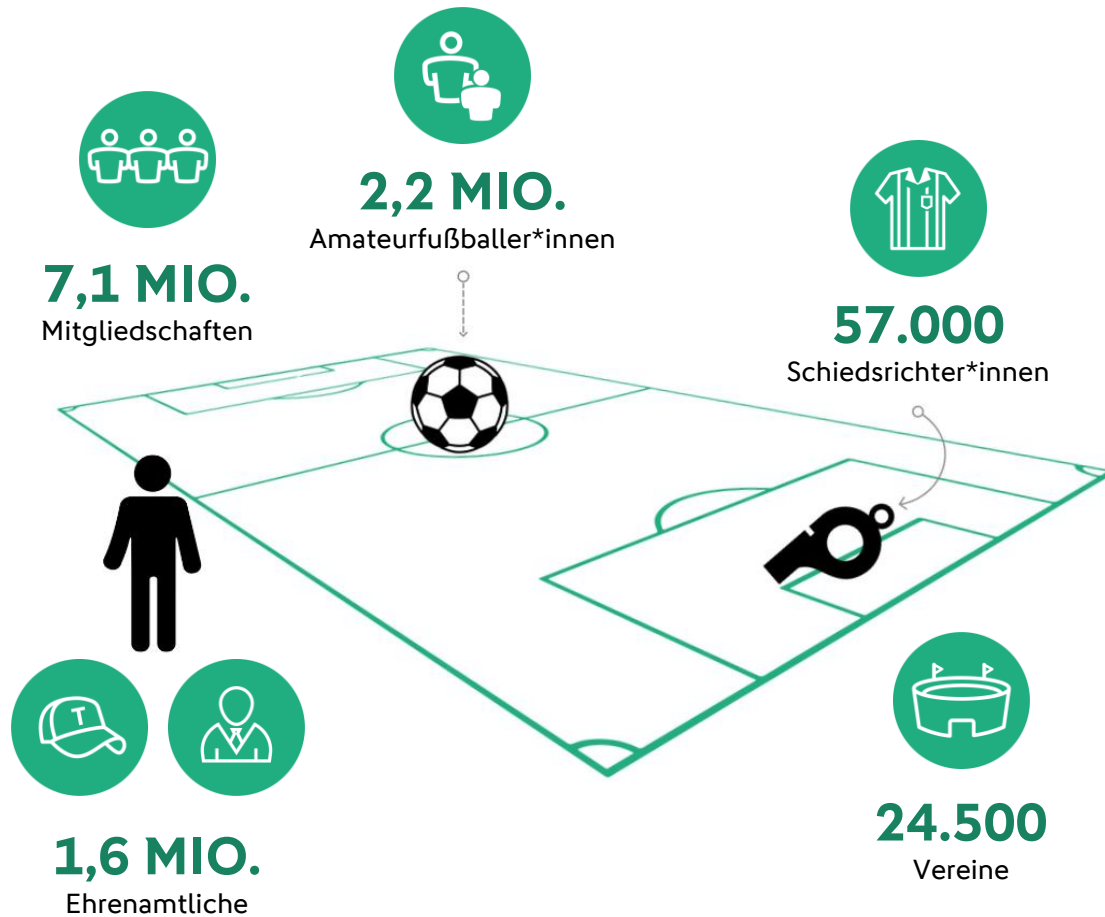 2,2 MIO.
Amateurfußballer*innen
7,1 MIO.
Mitgliedschaften
57.000
Schiedsrichter*innen
T
1,6 MIO.
Ehrenamtliche
24.500
Vereine